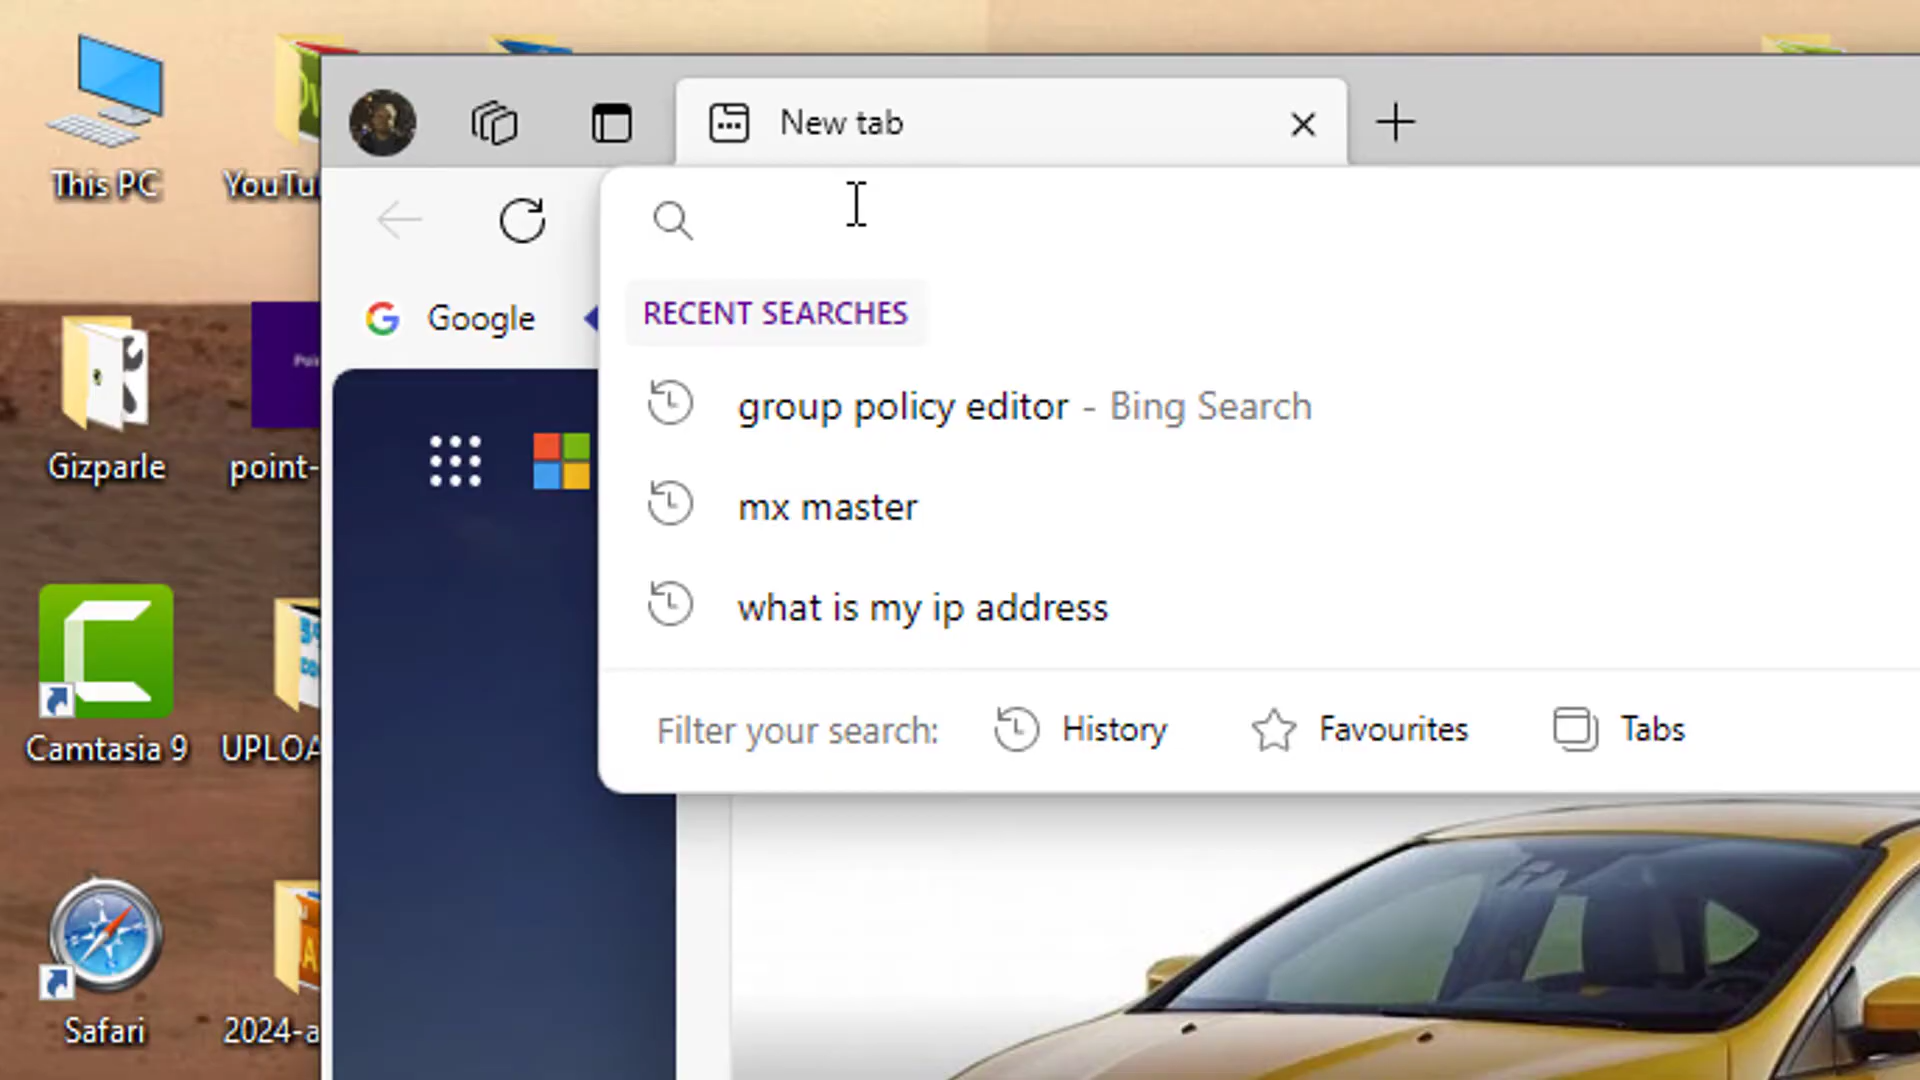 This PC
YouTu
New tab
Google
RECENT SEARCHES
group policy editor - Bing Search
mx master
what is my ip address
Filter your search: History Favourites Tabs
Gizparle
point-
Camtasia 9
UPLOA
Safari
2024-a